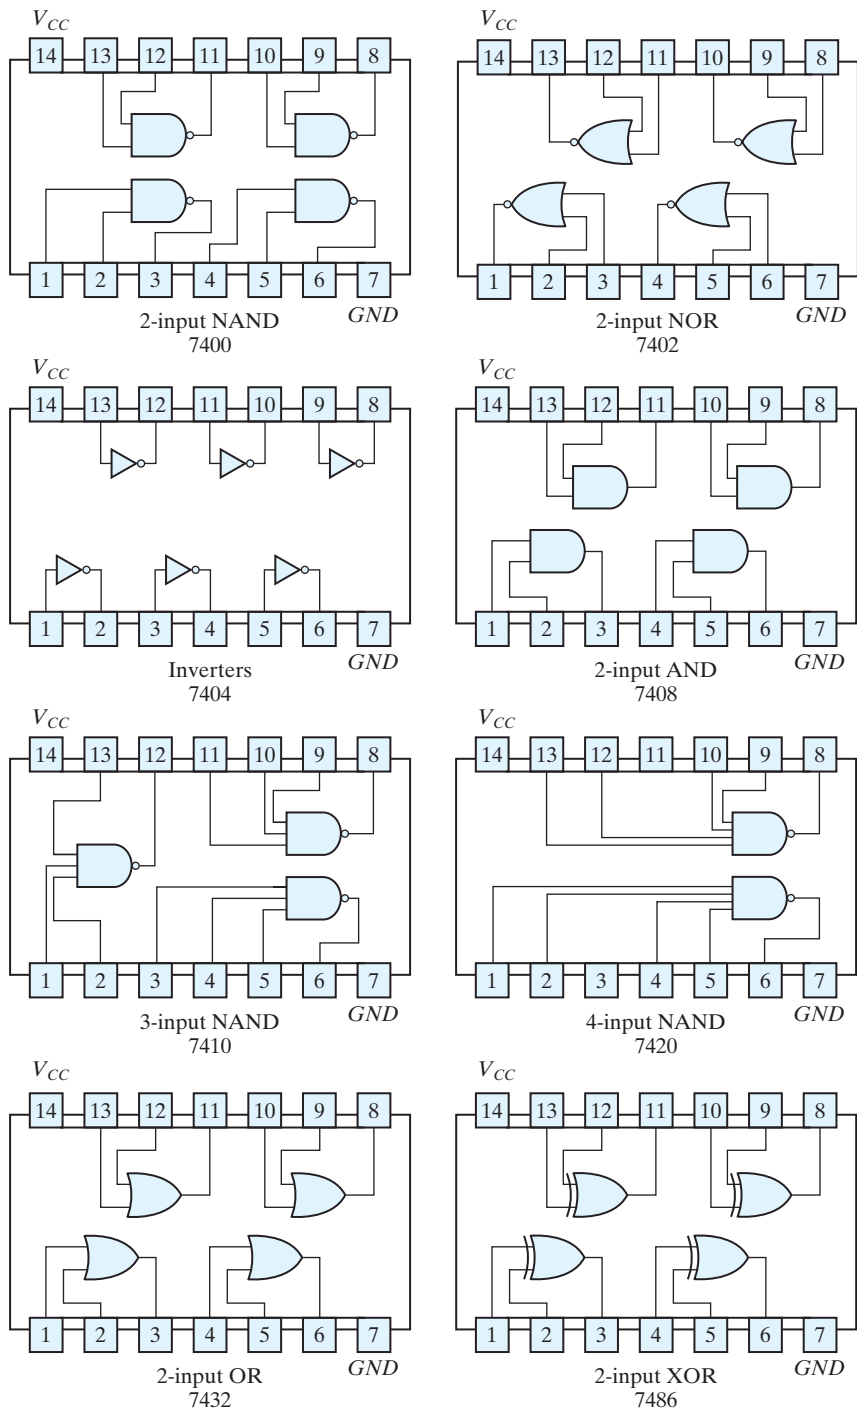 V_CC
14 13 12 11 10 9 8
1 2 3 4 5 6 7
GND
2-input NAND
7400
V_CC
14 13 12 11 10 9 8
1 2 3 4 5 6 7
GND
2-input NOR
7402
V_CC
14 13 12 11 10 9 8
1 2 3 4 5 6 7
GND
Inverters
7404
V_CC
14 13 12 11 10 9 8
1 2 3 4 5 6 7
GND
2-input AND
7408
V_CC
14 13 12 11 10 9 8
1 2 3 4 5 6 7
GND
3-input NAND
7410
V_CC
14 13 12 11 10 9 8
1 2 3 4 5 6 7
GND
4-input NAND
7420
V_CC
14 13 12 11 10 9 8
1 2 3 4 5 6 7
GND
2-input OR
7432
V_CC
14 13 12 11 10 9 8
1 2 3 4 5 6 7
GND
2-input XOR
7486